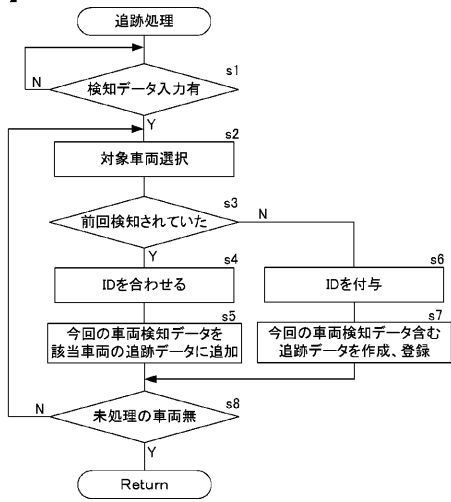 追跡処理
s1
検知データ入力有
N
Y
s2
対象車両選択
s3
前回検知されていた
N
Y
s4
IDを合わせる
s6
IDを付与
s5
今回の車両検知データを
該当車両の追跡データに追加
s7
今回の車両検知データ含む
追跡データを作成、登録
s8
未処理の車両無
N
Y
Return